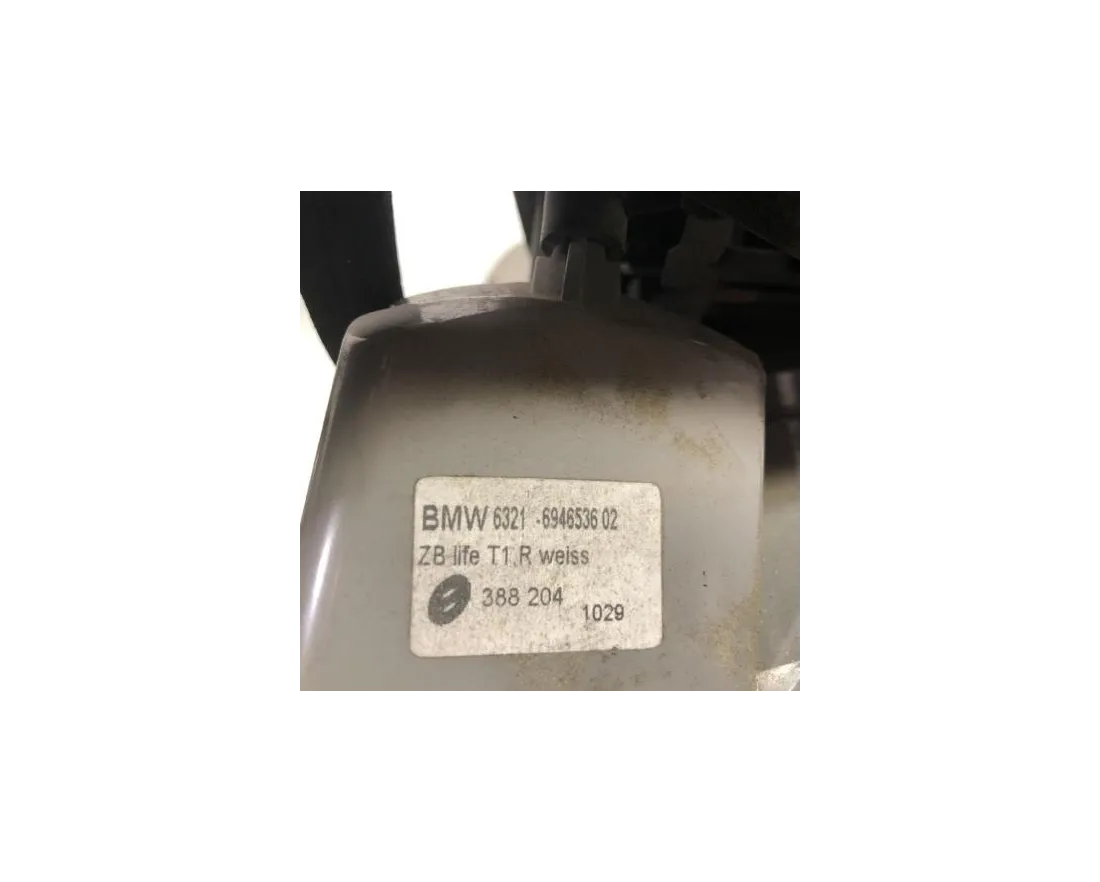 BMW 6321 -6946536 02
ZB life T1 R weiss
388 204
1029